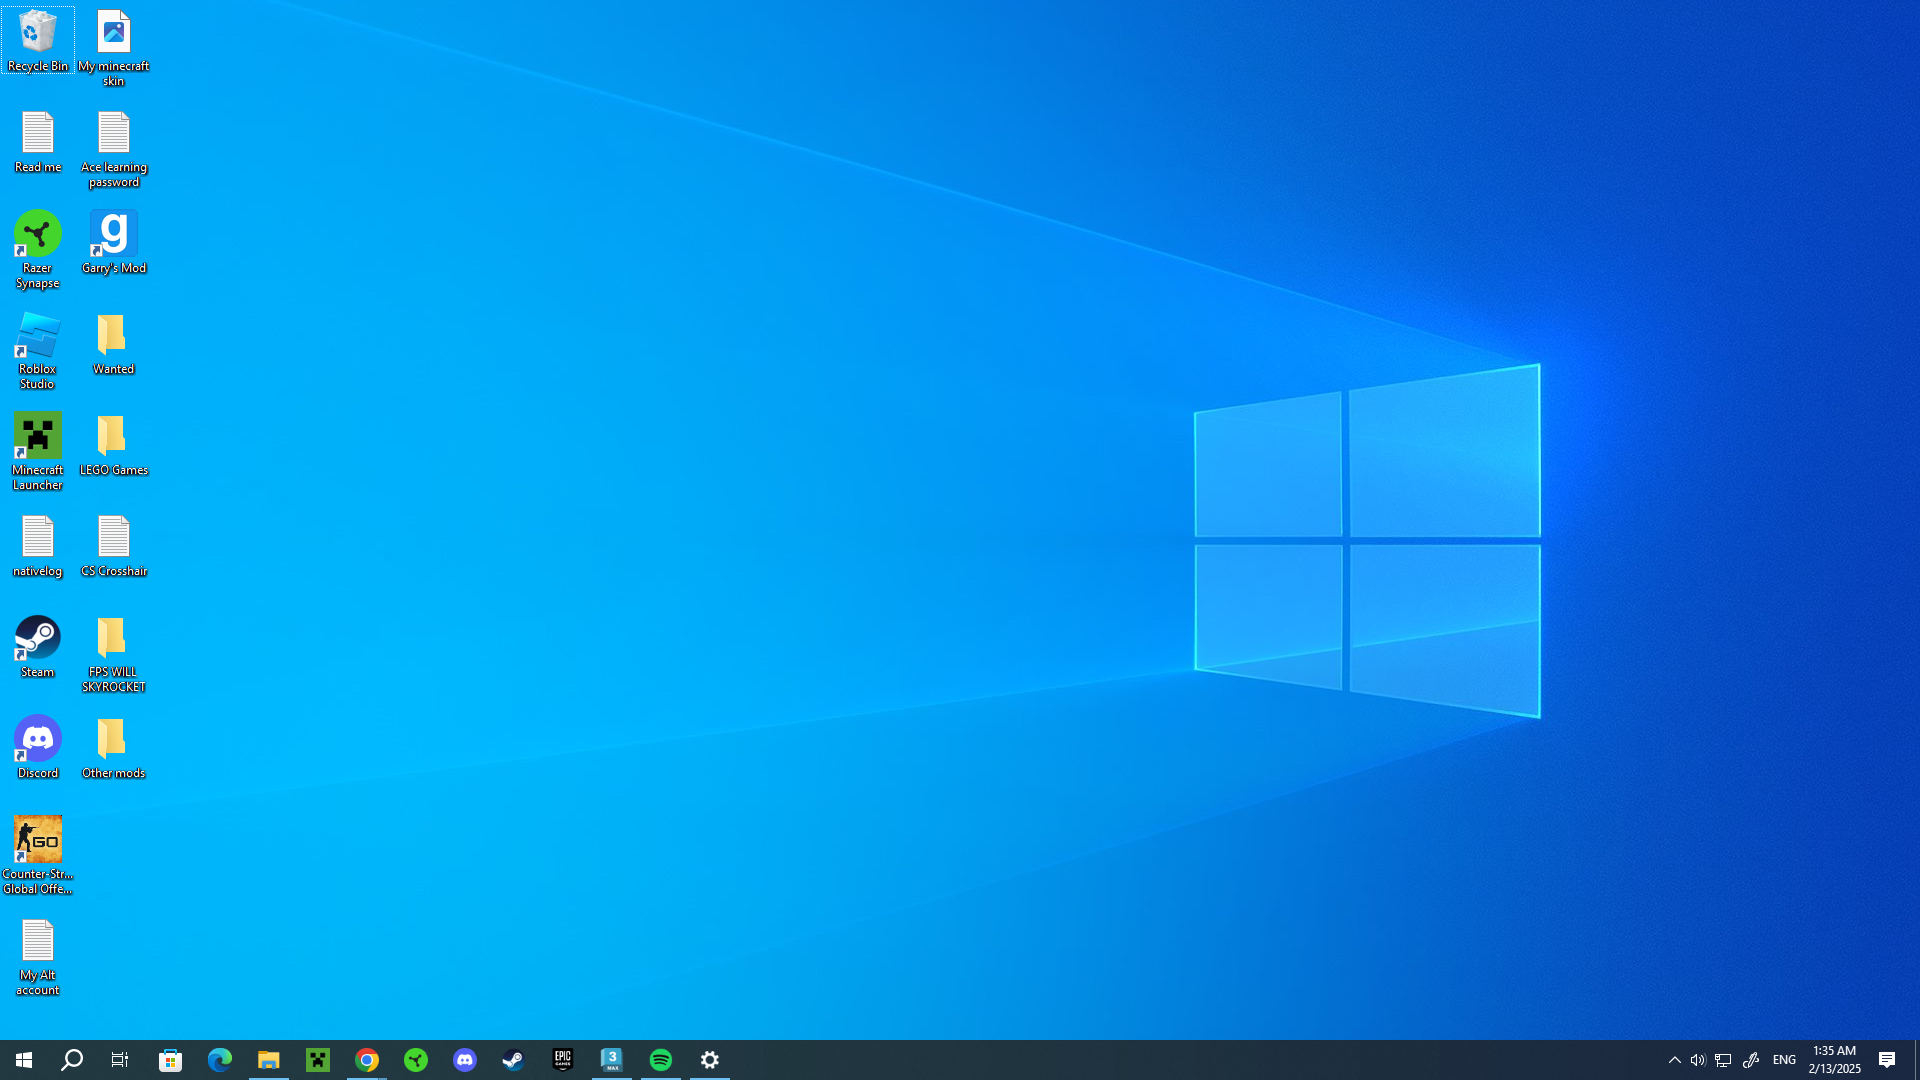 Recycle Bin
My minecraft
skin
Read me
Ace learning
password
Razer
Synapse
g
Garry's Mod
Roblox
Studio
Wanted
Minecraft
Launcher
LEGO Games
nativelog
CS Crosshair
Steam
FPS WILL
SKYROCKET
Discord
Other mods
GO
Counter-Str...
Global Offe...
My Alt
account
EPIC
GAMES
3
MAX
ENG
1:35 AM
2/13/2025